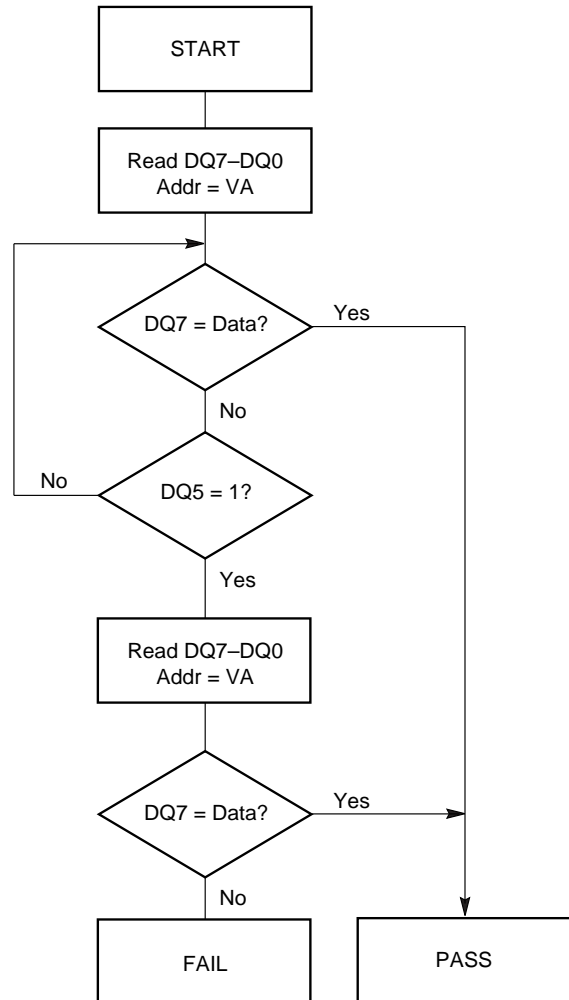 START
Read DQ7–DQ0
Addr = VA
DQ7 = Data?
Yes
No
No
DQ5 = 1?
Yes
Read DQ7–DQ0
Addr = VA
DQ7 = Data?
Yes
No
FAIL
PASS